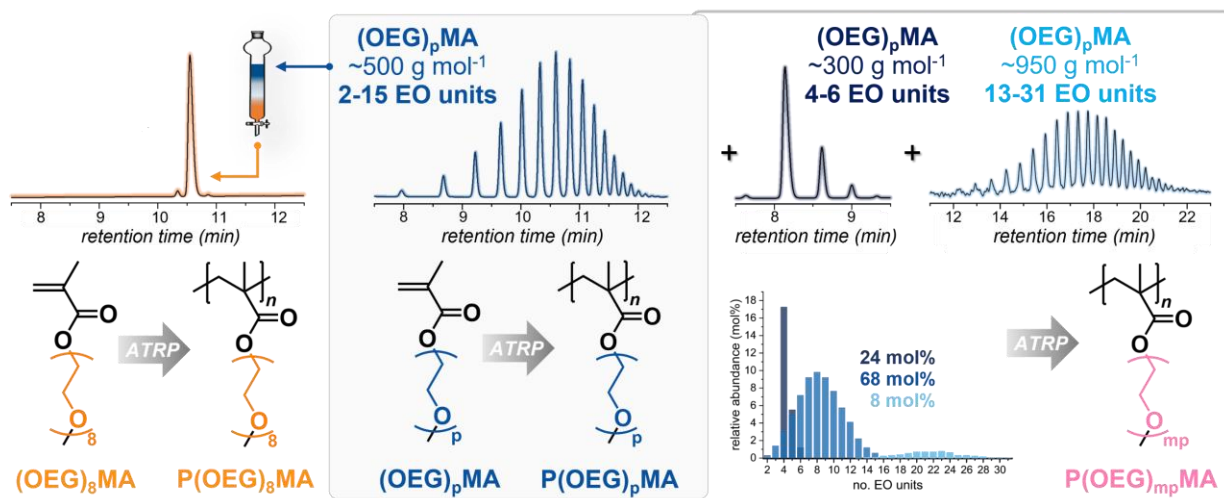 (OEG)pMA
~500 g mol-1
2-15 EO units
(OEG)pMA
~300 g mol-1
4-6 EO units
(OEG)pMA
~950 g mol-1
13-31 EO units
+
+
8 9 10 11 12
retention time (min)
8 9 10 11 12
retention time (min)
8 9
retention time (min)
12 14 16 18 20 22
retention time (min)
O
O
ATRP
n
O
O
O
8
O
8
(OEG)8MA
P(OEG)8MA
O
O
ATRP
n
O
O
O
p
O
p
(OEG)pMA
P(OEG)pMA
relative abundance (mol%)
18
16
14
12
10
8
6
4
2
0
24 mol%
68 mol%
8 mol%
2 4 6 8 10 12 14 16 18 20 22 24 26 28 30
no. EO units
ATRP
n
O
O
O
mp
P(OEG)mpMA